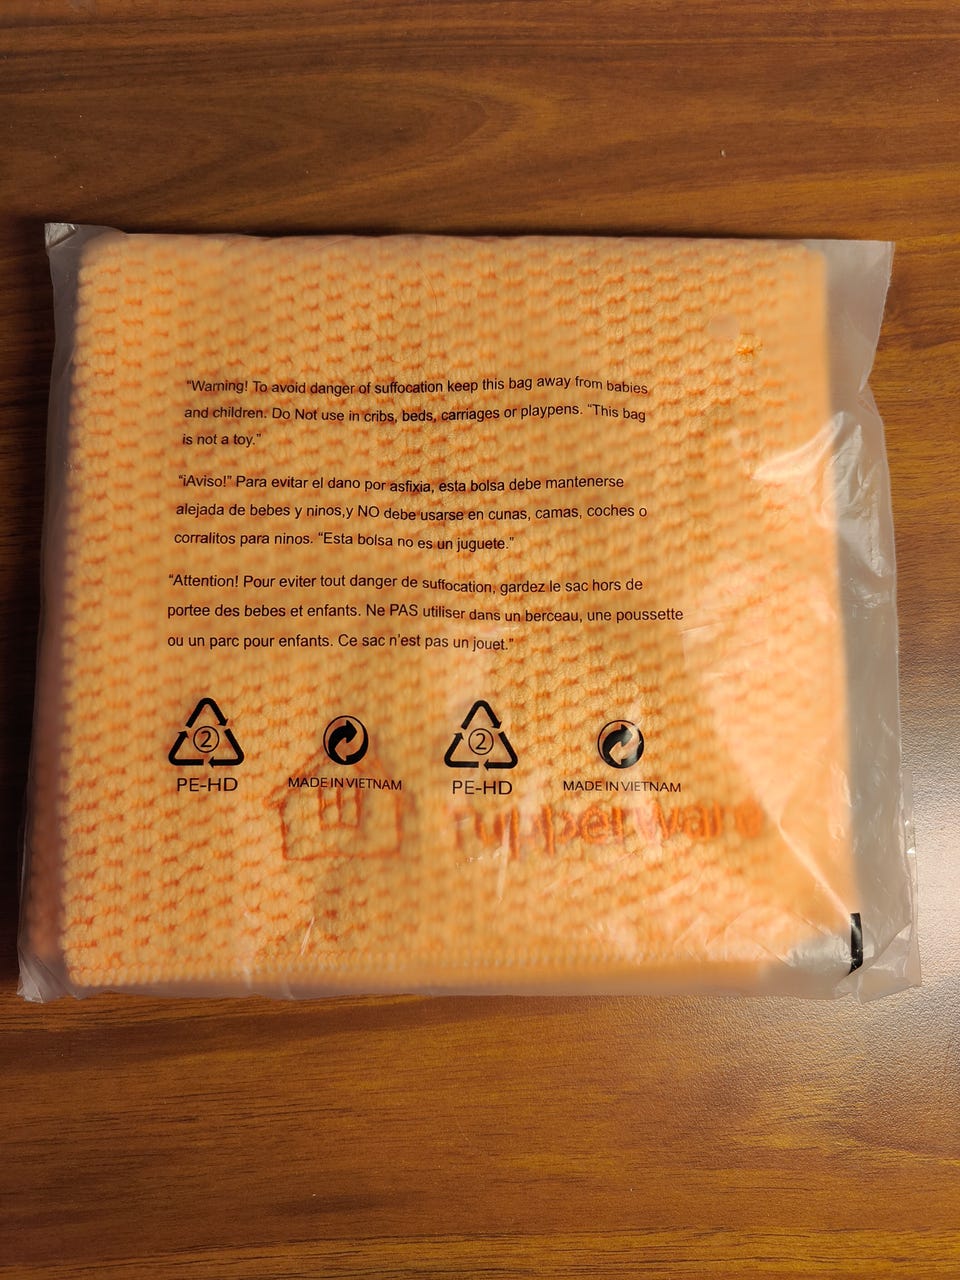 “Warning! To avoid danger of suffocation keep this bag away from babies
and children. Do Not use in cribs, beds, carriages or playpens. “This bag
is not a toy.”
“¡Aviso!” Para evitar el dano por asfixia, esta bolsa debe mantenerse
alejada de bebes y ninos,y NO debe usarse en cunas, camas, coches o
corralitos para ninos. “Esta bolsa no es un juguete.”
“Attention! Pour eviter tout danger de suffocation, gardez le sac hors de
portee des bebes et enfants. Ne PAS utiliser dans un berceau, une poussette
ou un parc pour enfants. Ce sac n’est pas un jouet.”
2 2
PE-HD MADE IN VIETNAM PE-HD MADE IN VIETNAM